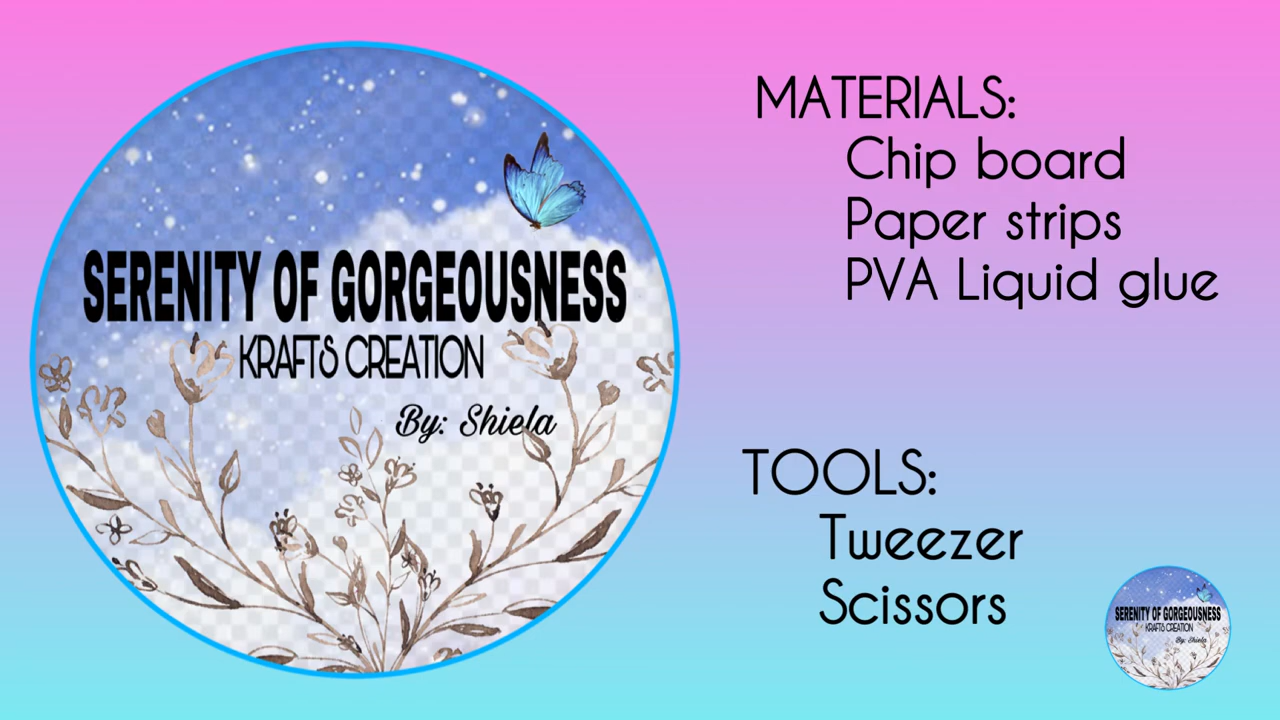 SERENITY OF GORGEOUSNESS
KRAFTS CREATION
By: Shiela
MATERIALS:
Chip board
Paper strips
PVA Liquid glue
TOOLS:
Tweezer
Scissors
SERENITY OF GORGEOUSNESS
KRAFTS CREATION
By: Shiela